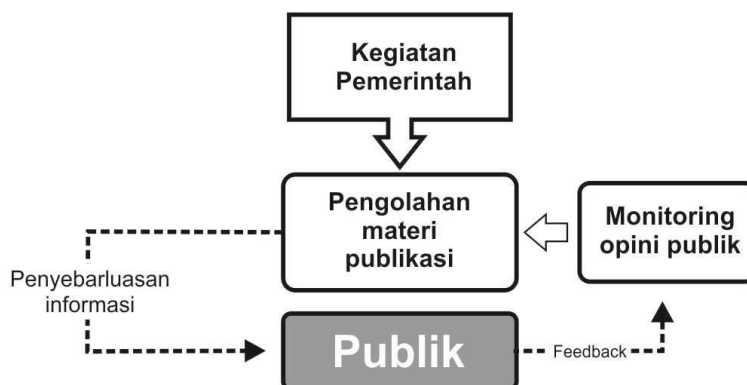 Kegiatan
Pemerintah
Pengolahan
materi
publikasi
Monitoring
opini publik
Penyebarluasan
informasi
Publik
Feedback